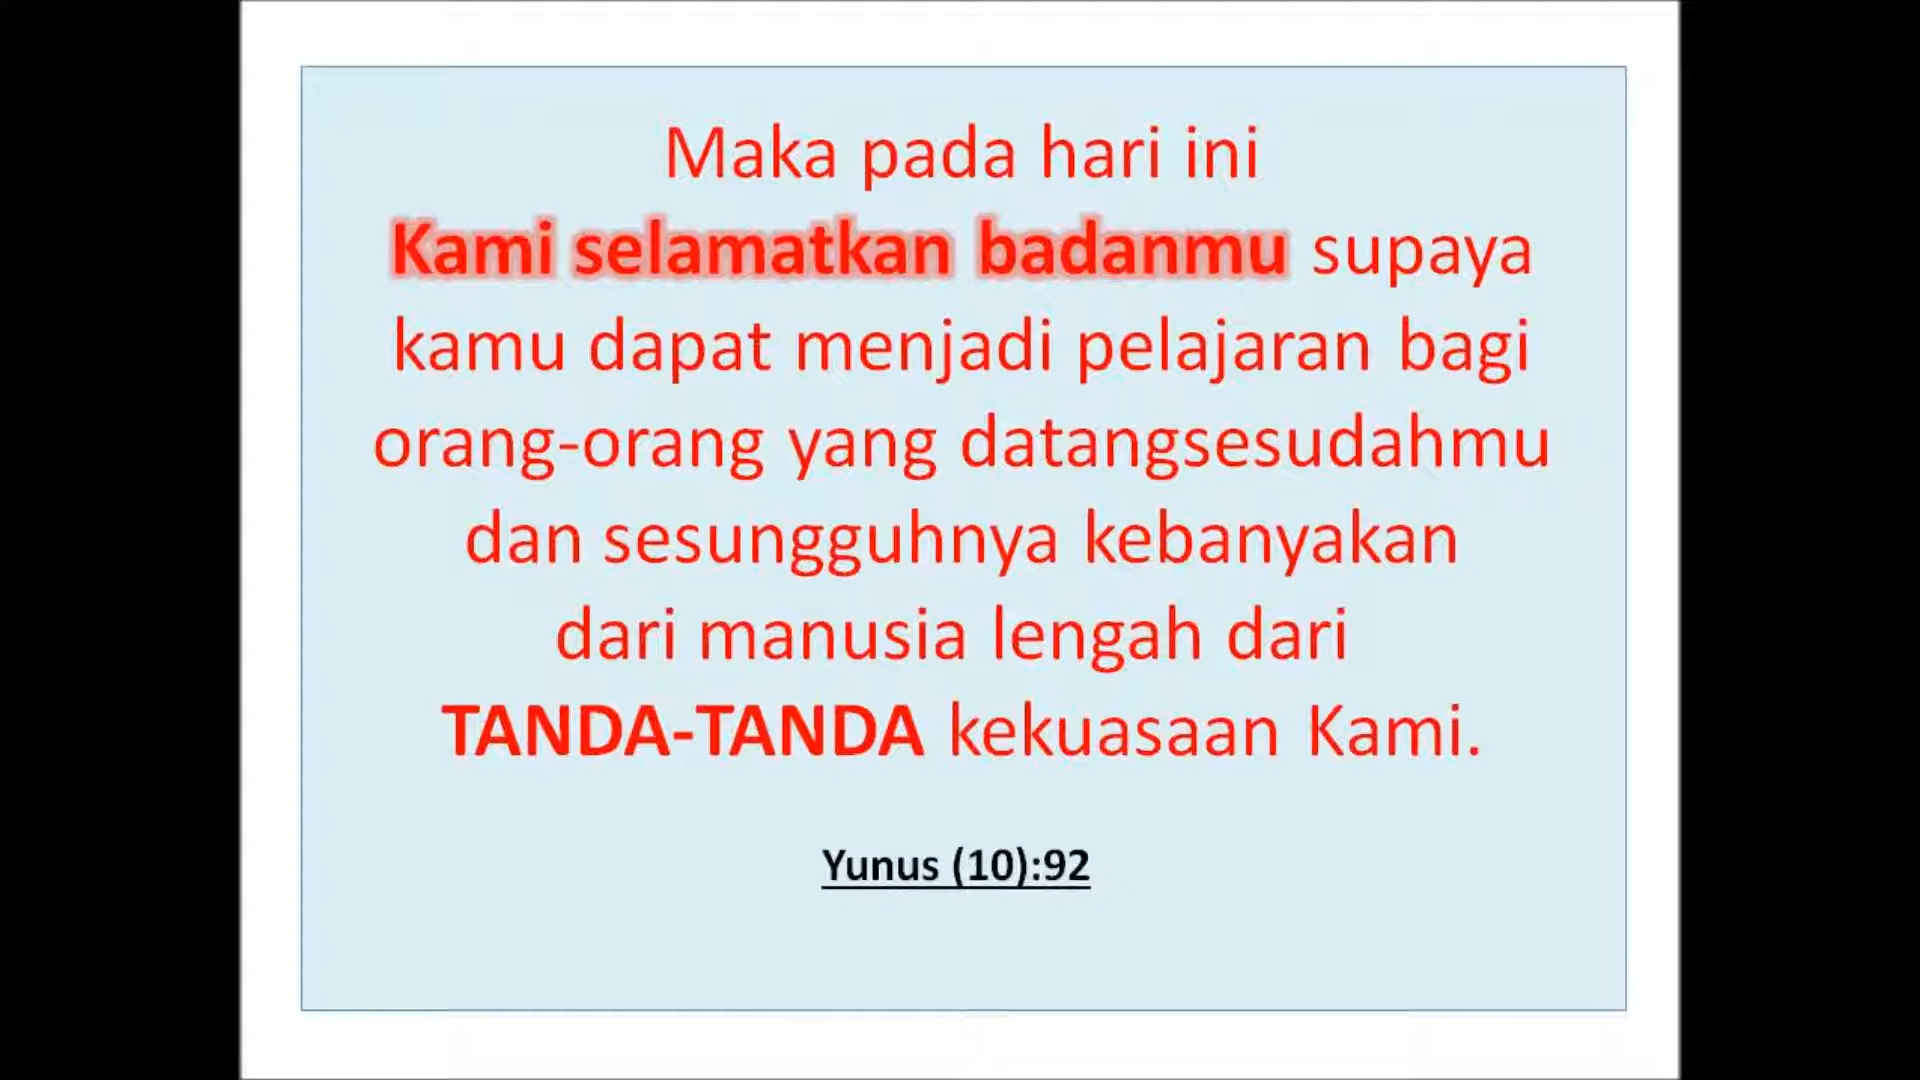 Maka pada hari ini
Kami selamatkan badanmu supaya
kamu dapat menjadi pelajaran bagi
orang-orang yang datangsesudahmu
dan sesungguhnya kebanyakan
dari manusia lengah dari
TANDA-TANDA kekuasaan Kami.
Yunus (10):92